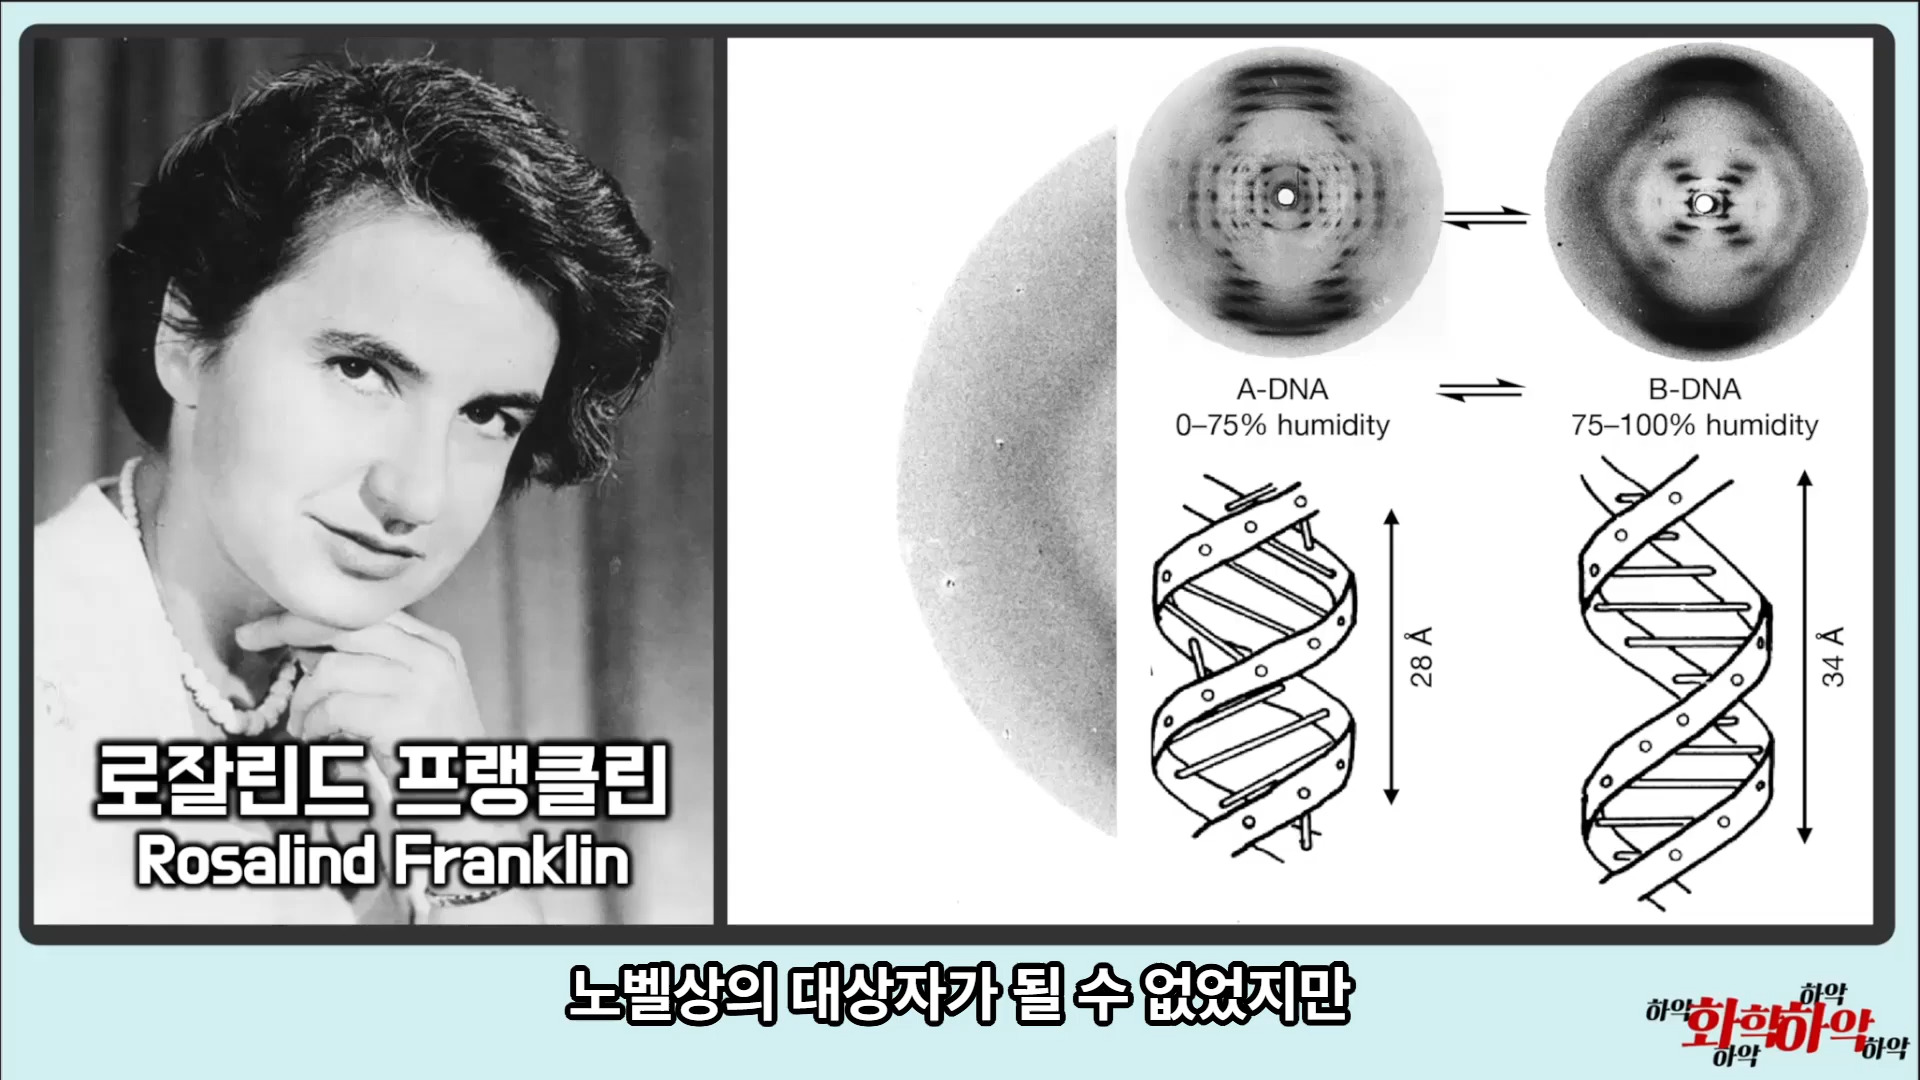 로잘린드 프랭클린
Rosalind Franklin
A-DNA
0–75% humidity
B-DNA
75–100% humidity
28 Å
34 Å
노벨상의 대상자가 될 수 없었지만
하악
하악
화학하악
하악
하악